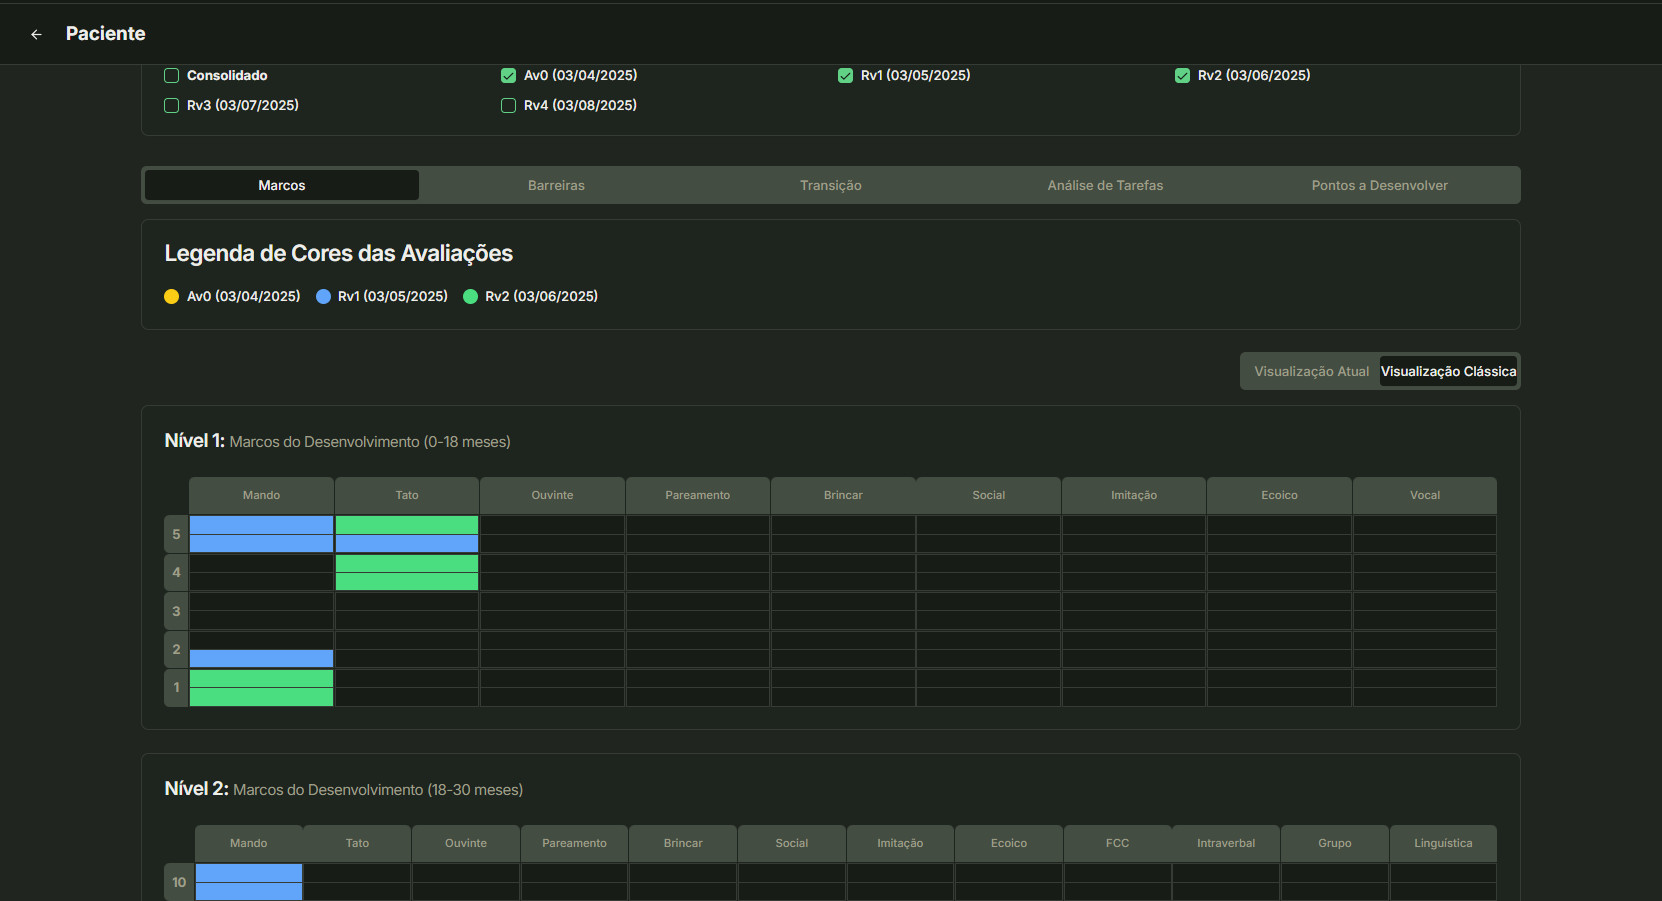 Paciente
Consolidado
Av0 (03/04/2025)
Rv1 (03/05/2025)
Rv2 (03/06/2025)
Rv3 (03/07/2025)
Rv4 (03/08/2025)
Marcos
Barreiras
Transição
Análise de Tarefas
Pontos a Desenvolver
Legenda de Cores das Avaliações
Av0 (03/04/2025)
Rv1 (03/05/2025)
Rv2 (03/06/2025)
Visualização Atual
Visualização Clássica
Nível 1: Marcos do Desenvolvimento (0-18 meses)
Mando
Tato
Ouvinte
Pareamento
Brincar
Social
Imitação
Ecoico
Vocal
5
4
3
2
1
Nível 2: Marcos do Desenvolvimento (18-30 meses)
Mando
Tato
Ouvinte
Pareamento
Brincar
Social
Imitação
Ecoico
FCC
Intraverbal
Grupo
Linguística
10